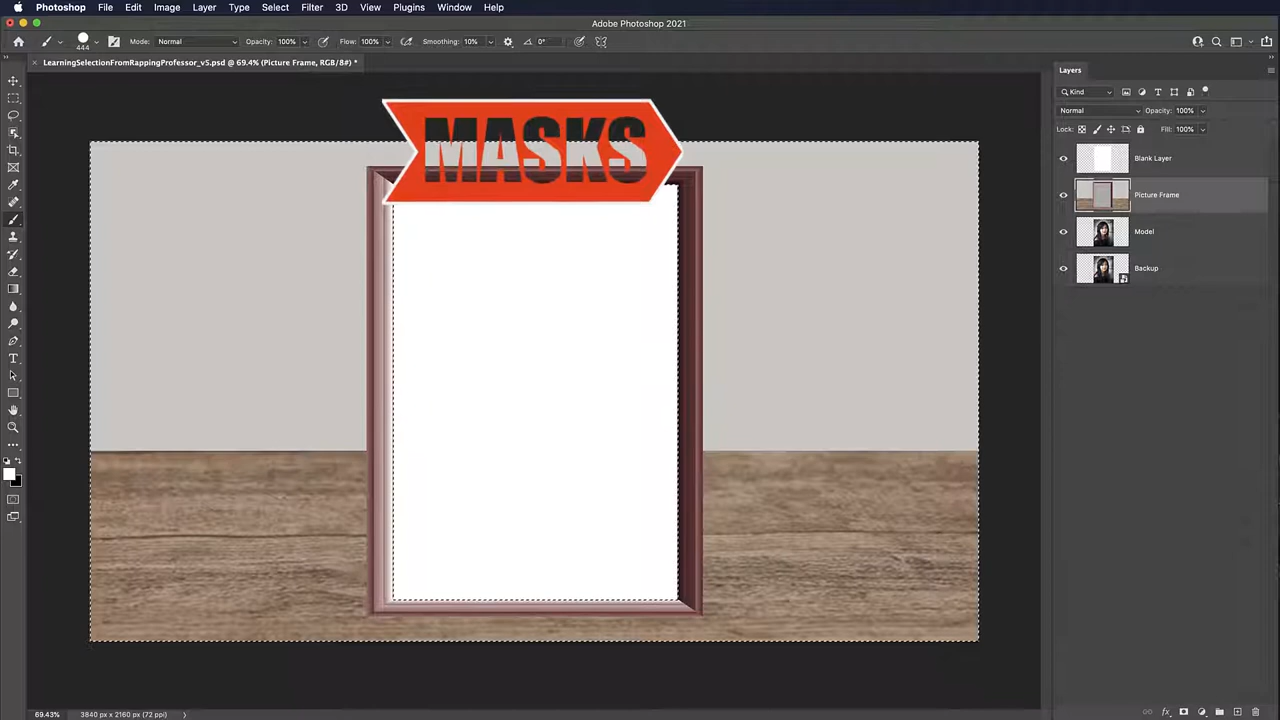 Photoshop File Edit Image Layer Type Select Filter 3D View Plugins Window Help
Adobe Photoshop 2021
444 Mode: Normal Opacity: 100% Flow: 100% Smoothing: 10% 0°
LearningSelectionFromRappingProfessor_v5.psd @ 69.4% (Picture Frame, RGB/8#) *
Layers
Kind
Normal Opacity: 100%
Lock: Fill: 100%
MASKS
Blank Layer
Picture Frame
Model
Backup
69.43% 3840 px x 2160 px (72 ppi)